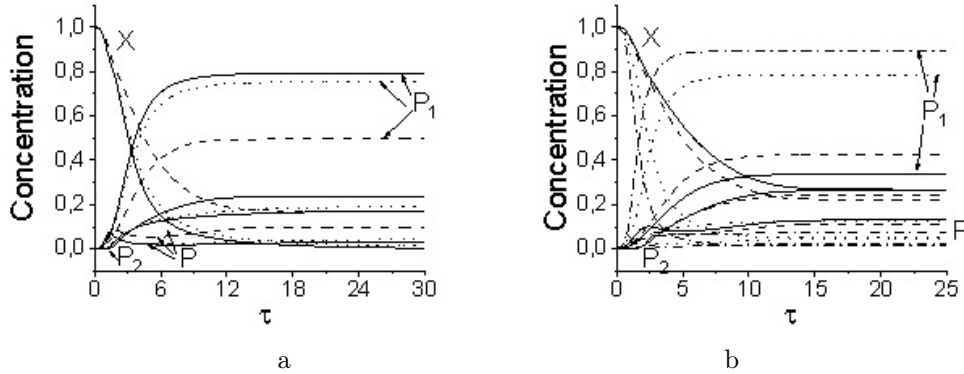 1,0
0,8
0,6
0,4
0,2
0,0
Concentration
X
P1
P
P2
0 6 12 18 24 30
τ
a
1,0
0,8
0,6
0,4
0,2
0,0
Concentration
X
P1
P
P2
0 5 10 15 20 25
τ
b